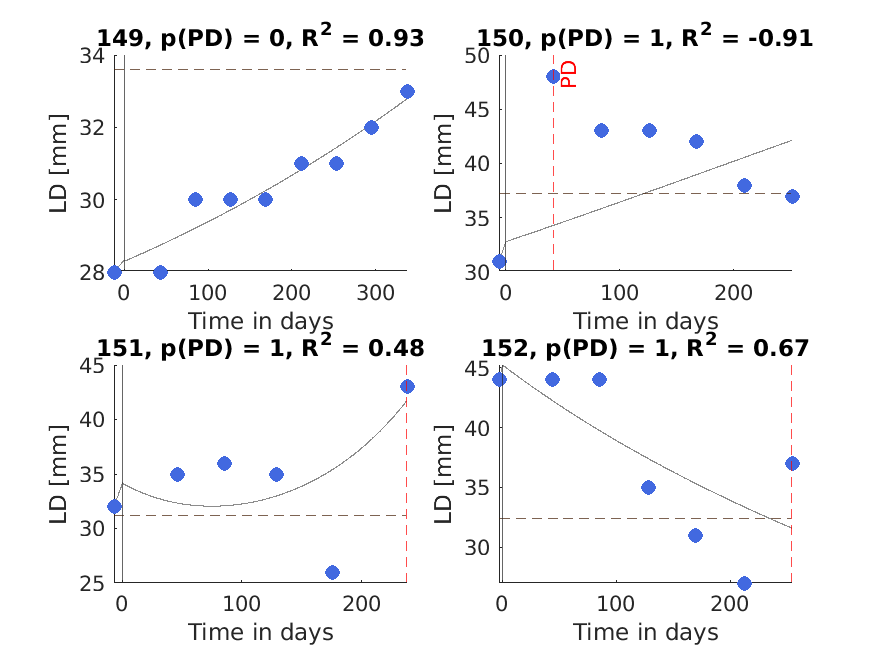 149, p(PD) = 0, R² = 0.93
34
32
30
28
LD [mm]
0 100 200 300
Time in days
150, p(PD) = 1, R² = -0.91
50
45
40
35
30
LD [mm]
PD
0 200
Time in days
151, p(PD) = 1, R² = 0.48
45
40
35
30
25
LD [mm]
0 100 200
Time in days
152, p(PD) = 1, R² = 0.67
45
40
35
30
LD [mm]
0 100 200
Time in days